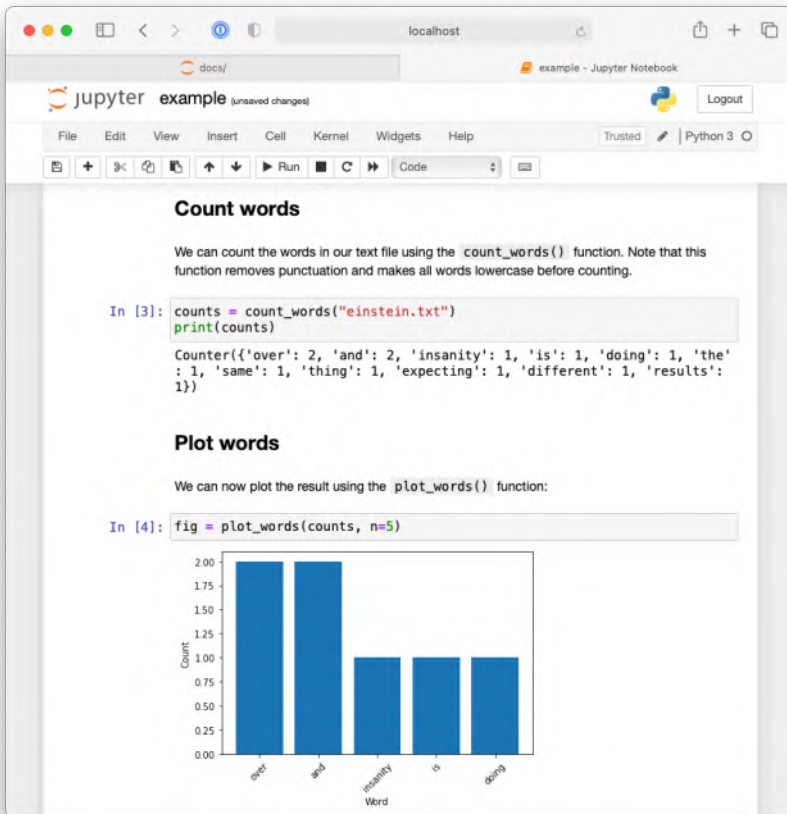 localhost
docs/
example - Jupyter Notebook
jupyter example (unsaved changes)
Logout
File Edit View Insert Cell Kernel Widgets Help
Trusted
Python 3
Run
Code
Count words
We can count the words in our text file using the count_words() function. Note that this
function removes punctuation and makes all words lowercase before counting.
In [3]: counts = count_words("einstein.txt")
print(counts)
Counter({'over': 2, 'and': 2, 'insanity': 1, 'is': 1, 'doing': 1, 'the'
: 1, 'same': 1, 'thing': 1, 'expecting': 1, 'different': 1, 'results':
1})
Plot words
We can now plot the result using the plot_words() function:
In [4]: fig = plot_words(counts, n=5)
2.00
1.75
1.50
1.25
1.00
0.75
0.50
0.25
0.00
Count
over and insanity is doing
Word